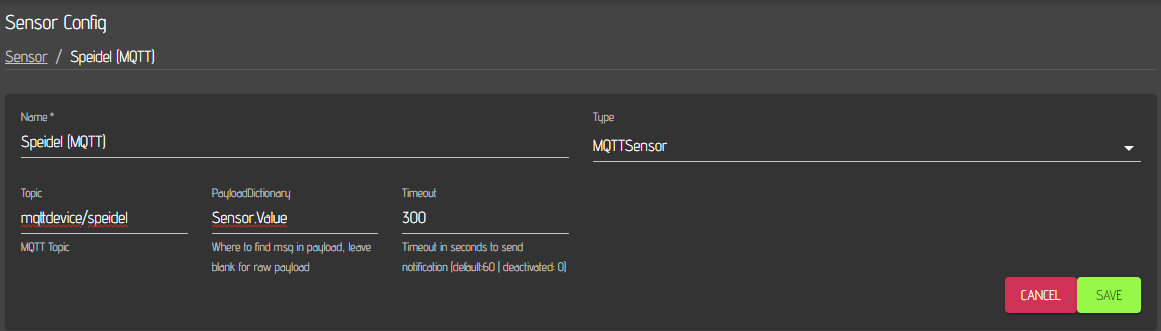 Sensor Config
Sensor / Speidel (MQTT)
Name *
Type
Speidel (MQTT)
MQTTSensor
Topic
PayloadDictionary
Timeout
mqttdevice/speidel
Sensor.Value
300
MQTT Topic
Where to find msg in payload, leave
blank for raw payload
Timeout in seconds to send
notification (default:60 | deactivated: 0)
CANCEL
SAVE